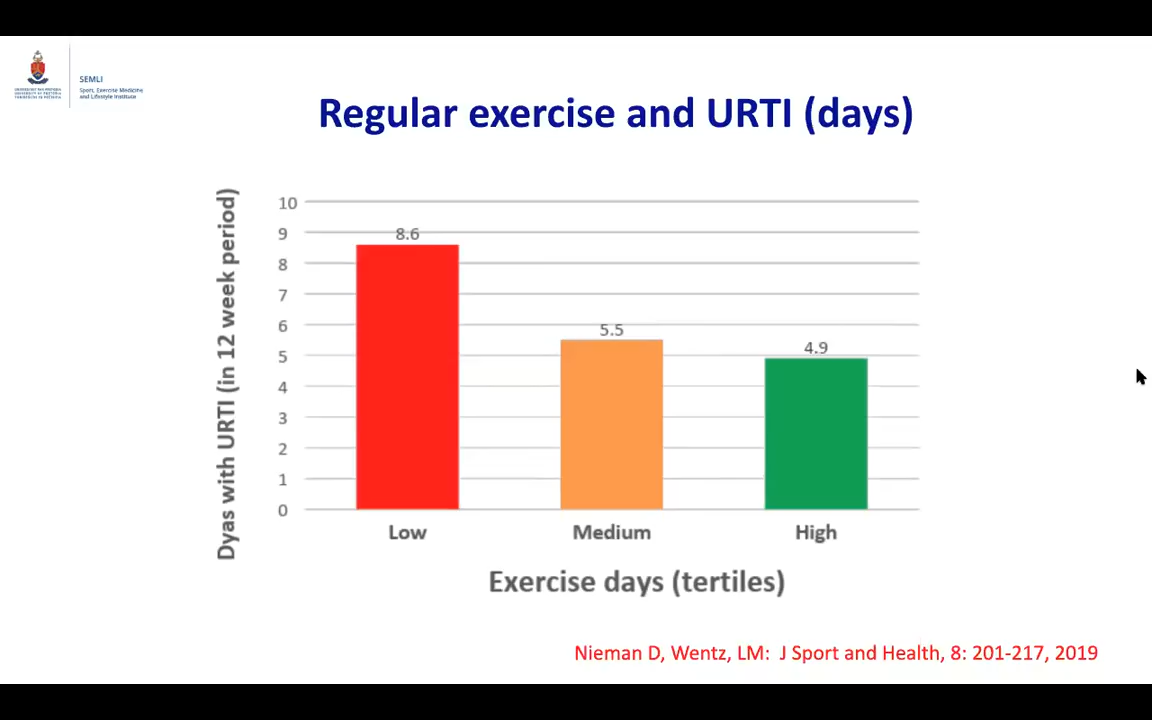 SEMLI
Sport, Exercise Medicine
and Lifestyle Institute
Regular exercise and URTI (days)
Dyas with URTI (in 12 week period)
10
9
8
7
6
5
4
3
2
1
0
8.6
5.5
4.9
Low Medium High
Exercise days (tertiles)
Nieman D, Wentz, LM: J Sport and Health, 8: 201-217, 2019